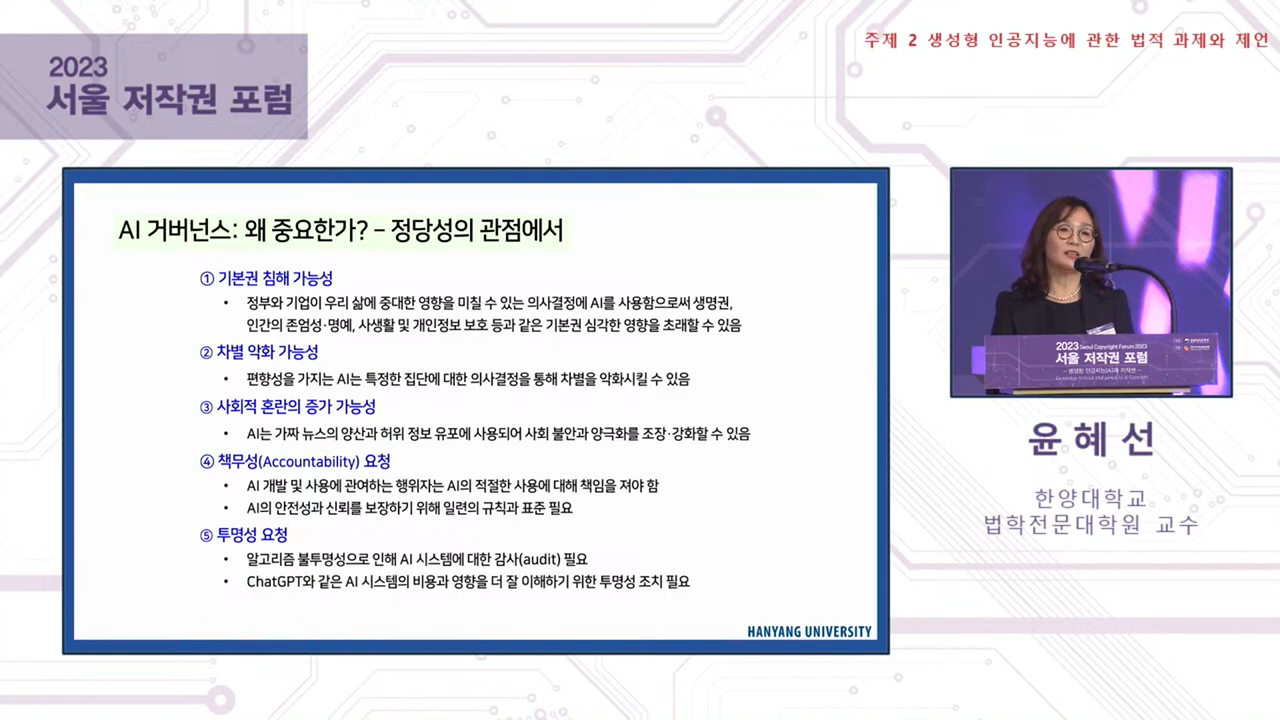 주제 2 생성형 인공지능에 관한 법적 과제와 제언
2023
서울 저작권 포럼
AI 거버넌스: 왜 중요한가? – 정당성의 관점에서
① 기본권 침해 가능성
• 정부와 기업이 우리 삶에 중대한 영향을 미칠 수 있는 의사결정에 AI를 사용함으로써 생명권,
인간의 존엄성·명예, 사생활 및 개인정보 보호 등과 같은 기본권 심각한 영향을 초래할 수 있음
② 차별 악화 가능성
• 편향성을 가지는 AI는 특정한 집단에 대한 의사결정을 통해 차별을 악화시킬 수 있음
③ 사회적 혼란의 증가 가능성
• AI는 가짜 뉴스의 양산과 허위 정보 유포에 사용되어 사회 불안과 양극화를 조장·강화할 수 있음
④ 책무성(Accountability) 요청
• AI 개발 및 사용에 관여하는 행위자는 AI의 적절한 사용에 대해 책임을 져야 함
• AI의 안전성과 신뢰를 보장하기 위해 일련의 규칙과 표준 필요
⑤ 투명성 요청
• 알고리즘 불투명성으로 인해 AI 시스템에 대한 감사(audit) 필요
• ChatGPT와 같은 AI 시스템의 비용과 영향을 더 잘 이해하기 위한 투명성 조치 필요
HANYANG UNIVERSITY
2023 Seoul Copyright Forum 2023
서울 저작권 포럼
- 생성형 인공지능(AI)과 저작권 -
윤혜선
한양대학교
법학전문대학원 교수